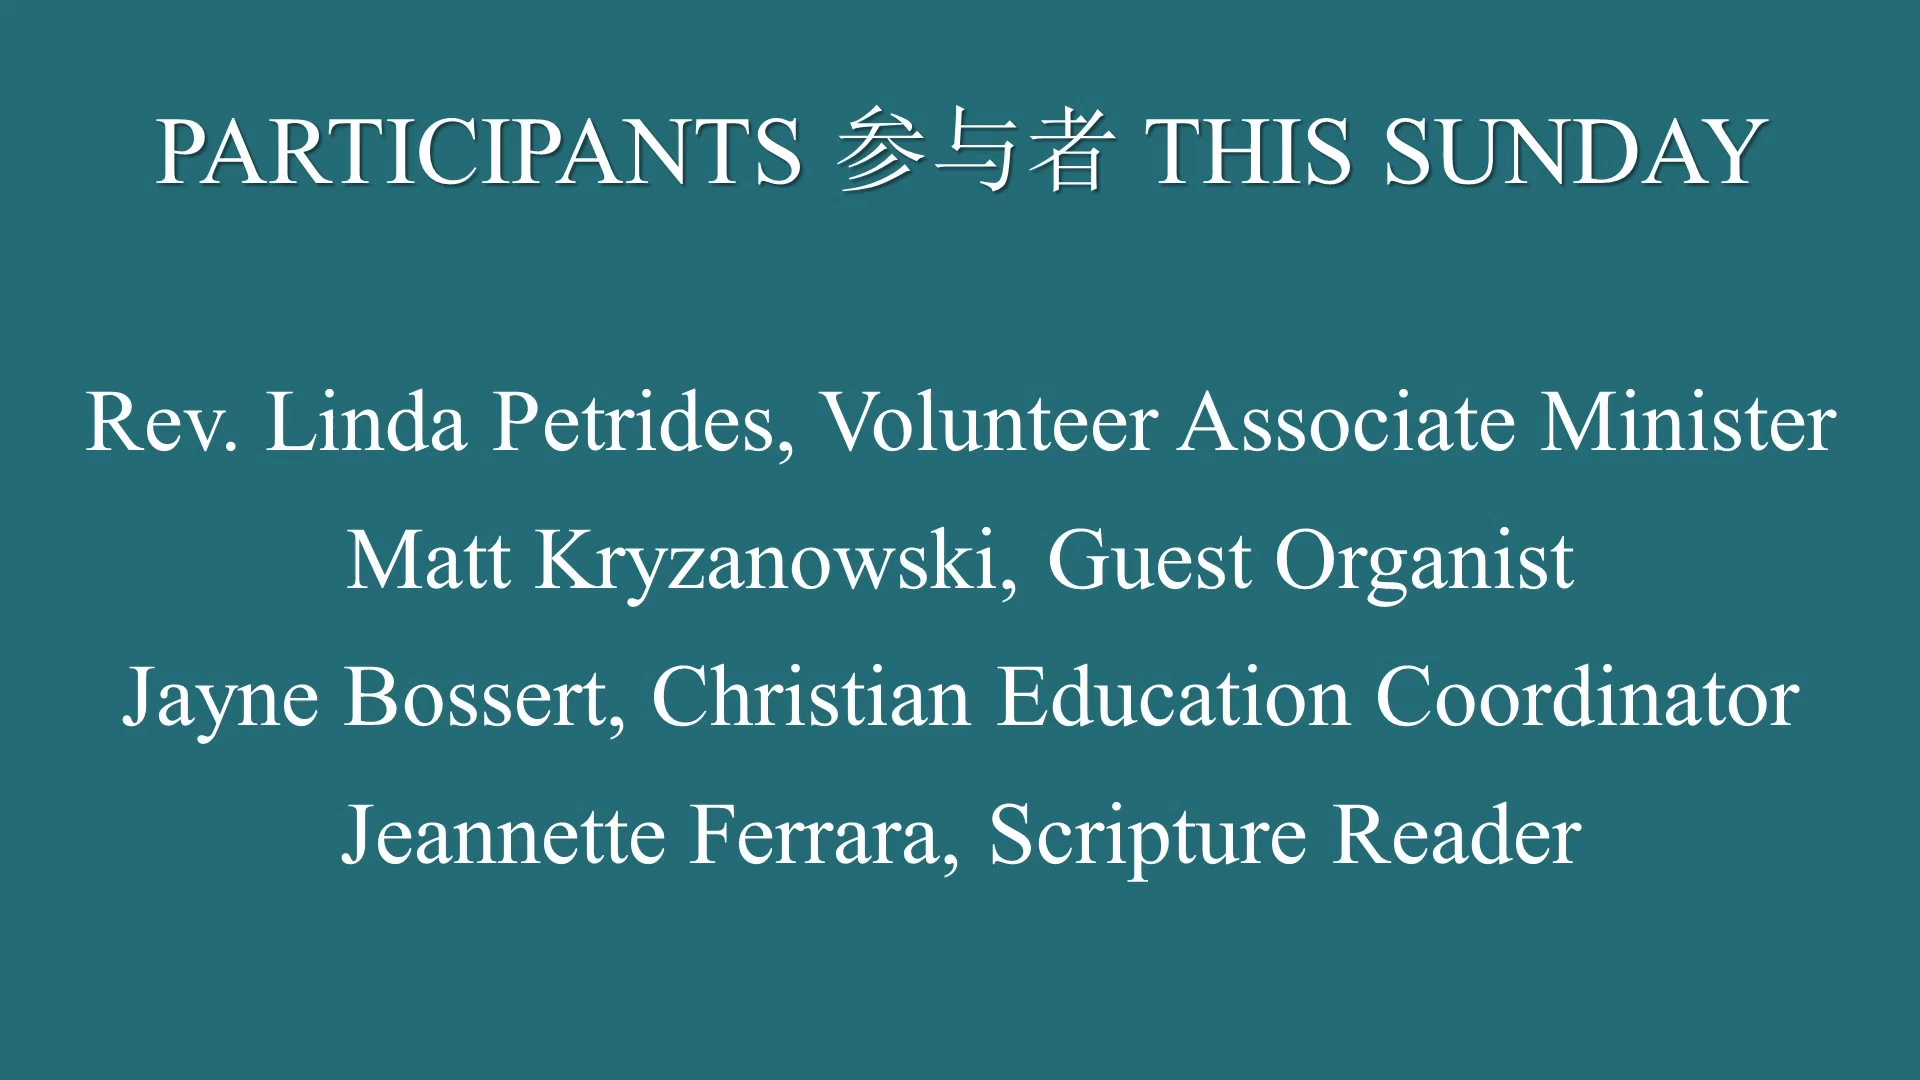 PARTICIPANTS 参与者 THIS SUNDAY
Rev. Linda Petrides, Volunteer Associate Minister
Matt Kryzanowski, Guest Organist
Jayne Bossert, Christian Education Coordinator
Jeannette Ferrara, Scripture Reader